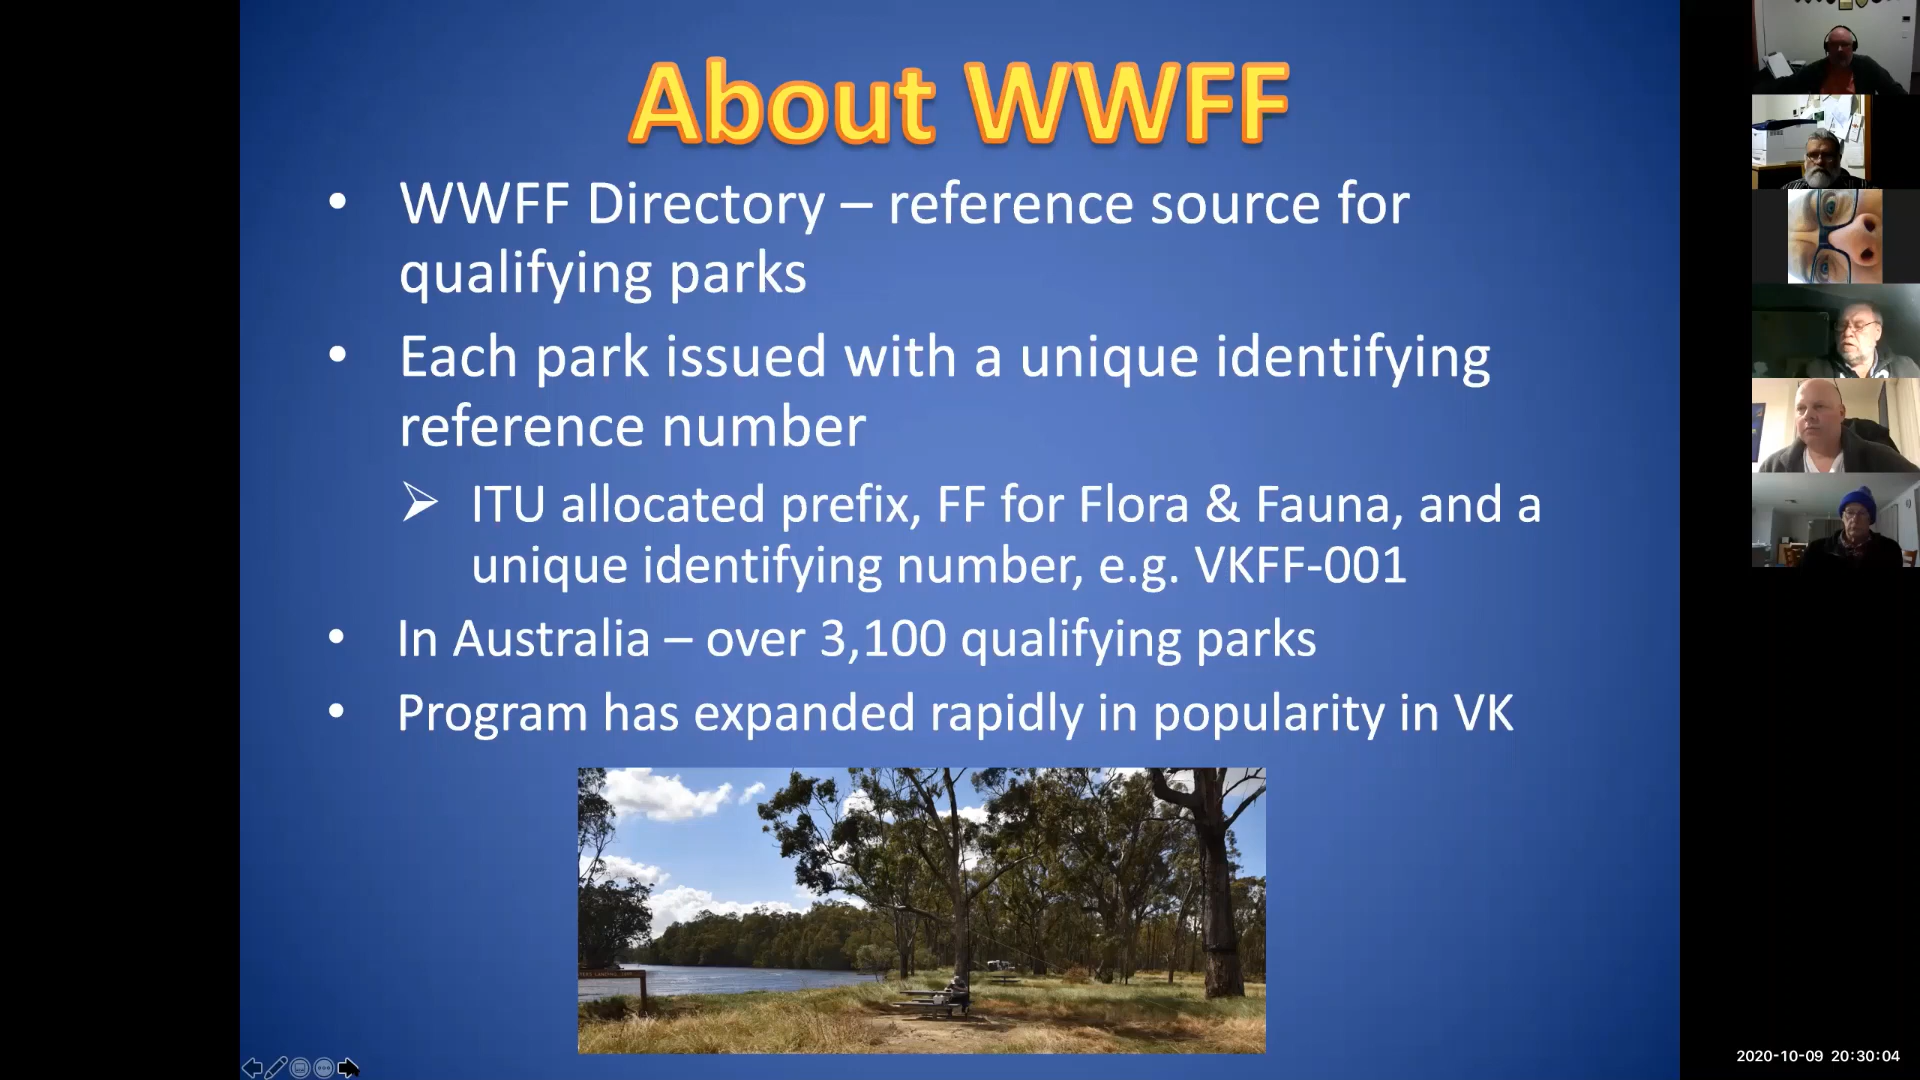 About WWFF
• WWFF Directory – reference source for
qualifying parks
• Each park issued with a unique identifying
reference number
➢ ITU allocated prefix, FF for Flora & Fauna, and a
unique identifying number, e.g. VKFF-001
• In Australia – over 3,100 qualifying parks
• Program has expanded rapidly in popularity in VK
2020-10-09 20:30:04